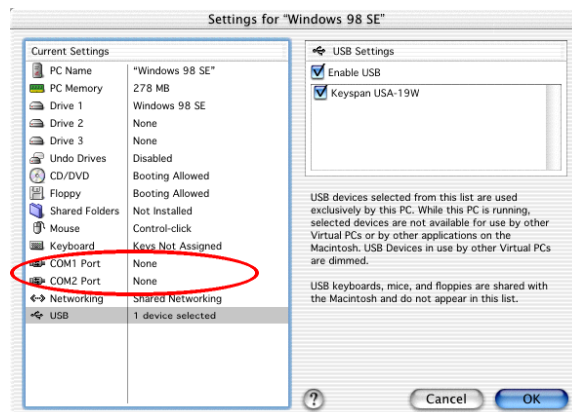 Settings for “Windows 98 SE”
Current Settings
PC Name “Windows 98 SE”
PC Memory 278 MB
Drive 1 Windows 98 SE
Drive 2 None
Drive 3 None
Undo Drives Disabled
CD/DVD Booting Allowed
Floppy Booting Allowed
Shared Folders Not Installed
Mouse Control-click
Keyboard Keys Not Assigned
COM1 Port None
COM2 Port None
Networking Shared Networking
USB 1 device selected
USB Settings
Enable USB
Keyspan USA-19W
USB devices selected from this list are used
exclusively by this PC. While this PC is running,
selected devices are not available for use by other
Virtual PCs or by other applications on the
Macintosh. USB Devices in use by other Virtual PCs
are dimmed.
USB keyboards, mice, and floppies are shared with
the Macintosh and do not appear in this list.
?
Cancel
OK